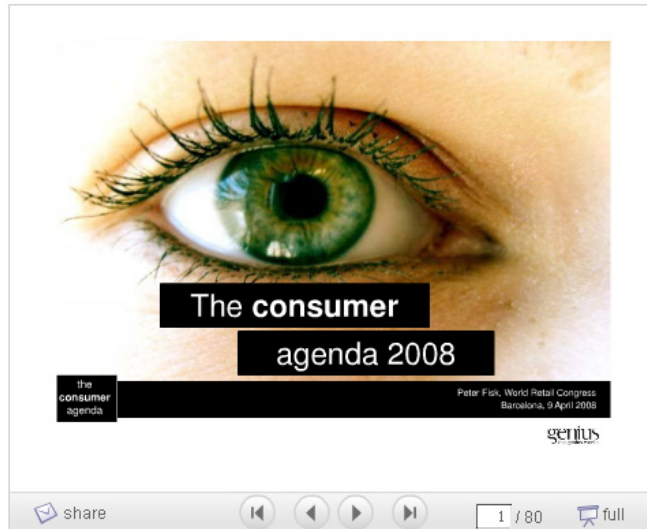 The consumer
agenda 2008
the
consumer
agenda
Peter Fisk, World Retail Congress
Barcelona, 9 April 2008
genius
share
1 / 80
full